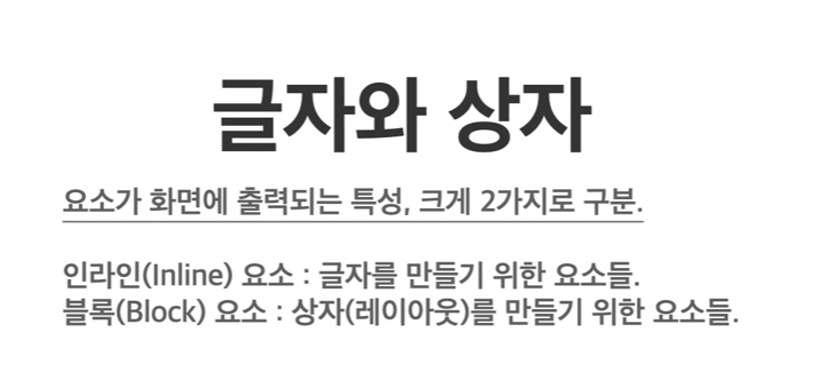 글자와 상자
요소가 화면에 출력되는 특성, 크게 2가지로 구분.
인라인(Inline) 요소 : 글자를 만들기 위한 요소들.
블록(Block) 요소 : 상자(레이아웃)를 만들기 위한 요소들.